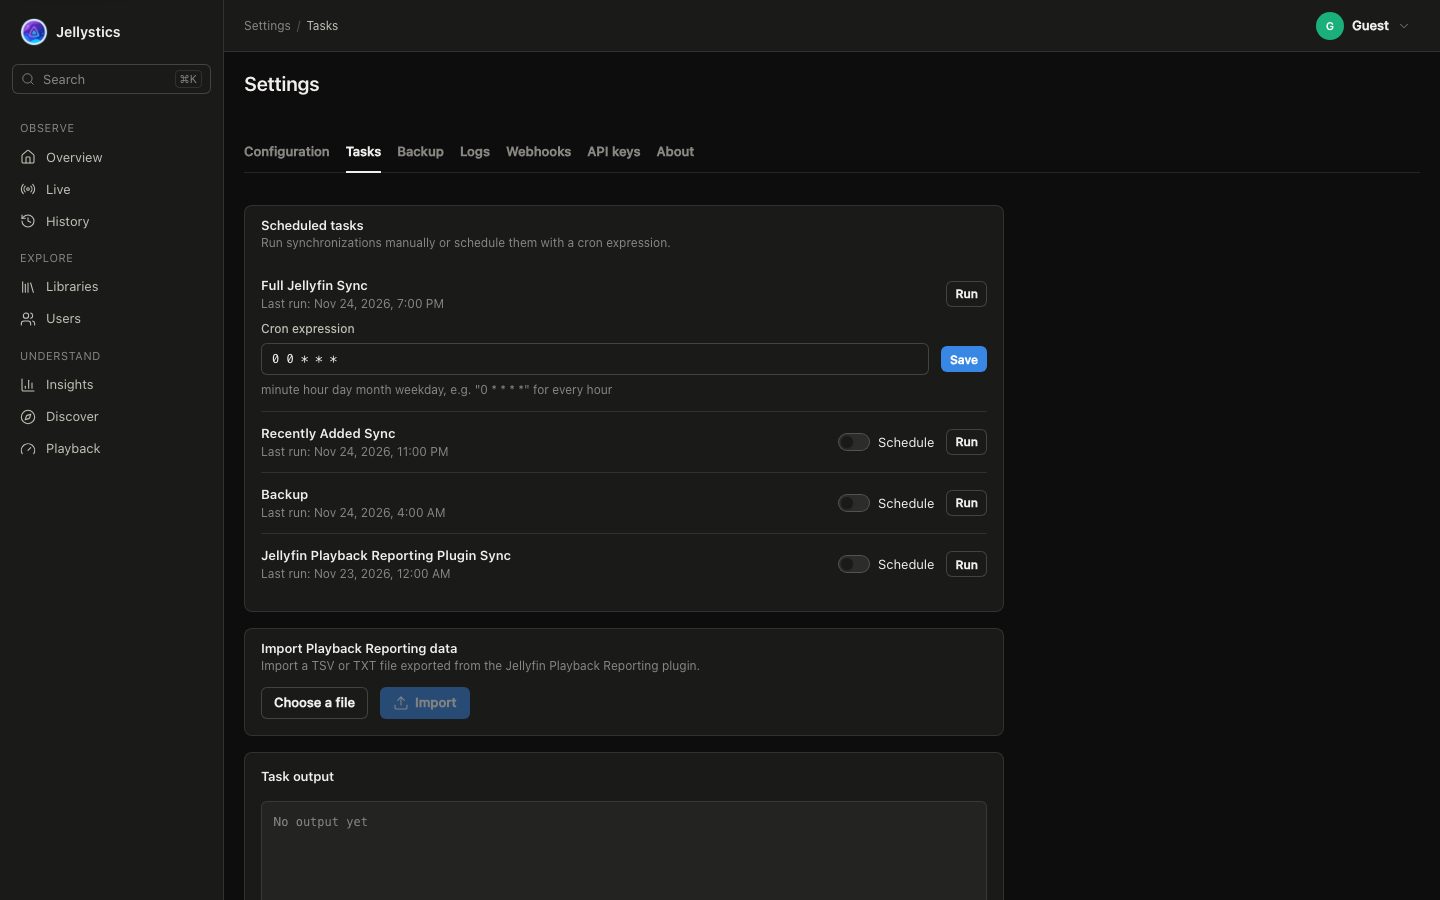 Jellystics
Search ⌘K
OBSERVE
Overview
Live
History
EXPLORE
Libraries
Users
UNDERSTAND
Insights
Discover
Playback
Settings / Tasks
G Guest
Settings
Configuration Tasks Backup Logs Webhooks API keys About
Scheduled tasks
Run synchronizations manually or schedule them with a cron expression.
Full Jellyfin Sync
Last run: Nov 24, 2026, 7:00 PM
Run
Cron expression
0 0 * * *
Save
minute hour day month weekday, e.g. "0 * * * *" for every hour
Recently Added Sync
Last run: Nov 24, 2026, 11:00 PM
Schedule Run
Backup
Last run: Nov 24, 2026, 4:00 AM
Schedule Run
Jellyfin Playback Reporting Plugin Sync
Last run: Nov 23, 2026, 12:00 AM
Schedule Run
Import Playback Reporting data
Import a TSV or TXT file exported from the Jellyfin Playback Reporting plugin.
Choose a file Import
Task output
No output yet